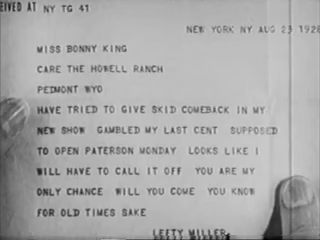 EIVED AT NY TG 41
NEW YORK NY AUG 23 1928
MISS BONNY KING
CARE THE HOWELL RANCH
PEDMONT WYO
HAVE TRIED TO GIVE SKID COMEBACK IN MY
NEW SHOW GAMBLED MY LAST CENT SUPPOSED
TO OPEN PATERSON MONDAY LOOKS LIKE I
WILL HAVE TO CALL IT OFF YOU ARE MY
ONLY CHANCE WILL YOU COME YOU KNOW
FOR OLD TIMES SAKE
LEFTY MILLER